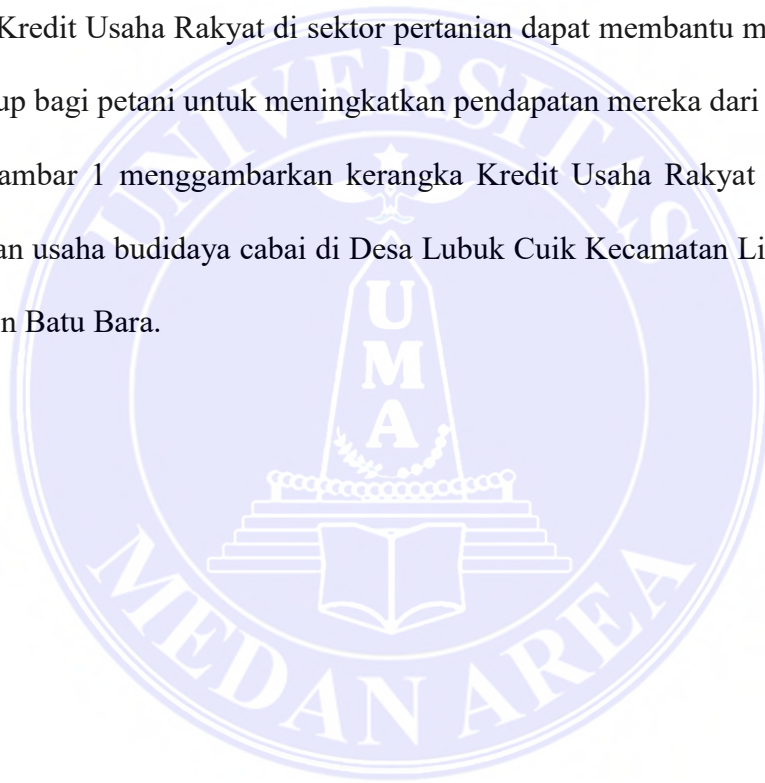 Kredit Usaha Rakyat di sektor pertanian dapat membantu m
up bagi petani untuk meningkatkan pendapatan mereka dari
ambar 1 menggambarkan kerangka Kredit Usaha Rakyat
an usaha budidaya cabai di Desa Lubuk Cuik Kecamatan Li
n Batu Bara.
UNIVERSITAS
UMA
MEDAN AREA